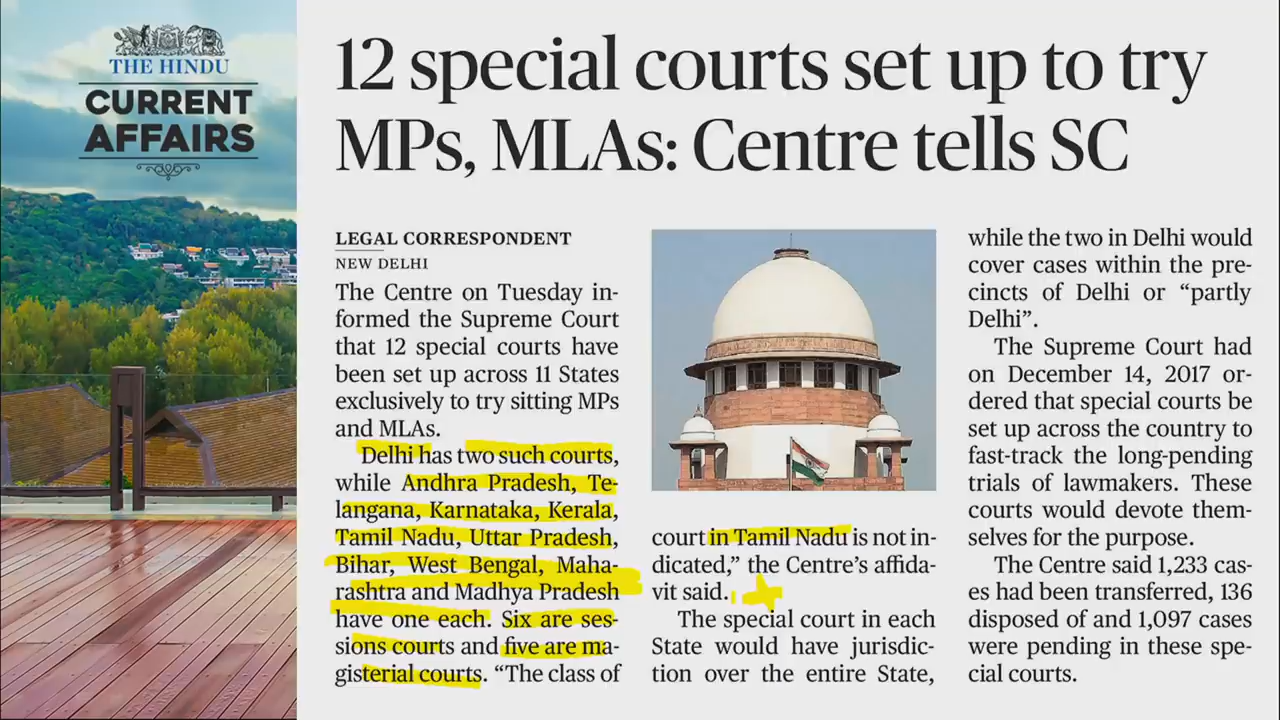 THE HINDU
CURRENT
AFFAIRS
12 special courts set up to try
MPs, MLAs: Centre tells SC
LEGAL CORRESPONDENT
NEW DELHI
The Centre on Tuesday in-
formed the Supreme Court
that 12 special courts have
been set up across 11 States
exclusively to try sitting MPs
and MLAs.
Delhi has two such courts,
while Andhra Pradesh, Te-
langana, Karnataka, Kerala,
Tamil Nadu, Uttar Pradesh,
Bihar, West Bengal, Maha-
rashtra and Madhya Pradesh
have one each. Six are ses-
sions courts and five are ma-
gisterial courts. “The class of
court in Tamil Nadu is not in-
dicated,” the Centre’s affida-
vit said.
The special court in each
State would have jurisdic-
tion over the entire State,
while the two in Delhi would
cover cases within the pre-
cincts of Delhi or “partly
Delhi”.
The Supreme Court had
on December 14, 2017 or-
dered that special courts be
set up across the country to
fast-track the long-pending
trials of lawmakers. These
courts would devote them-
selves for the purpose.
The Centre said 1,233 cas-
es had been transferred, 136
disposed of and 1,097 cases
were pending in these spe-
cial courts.